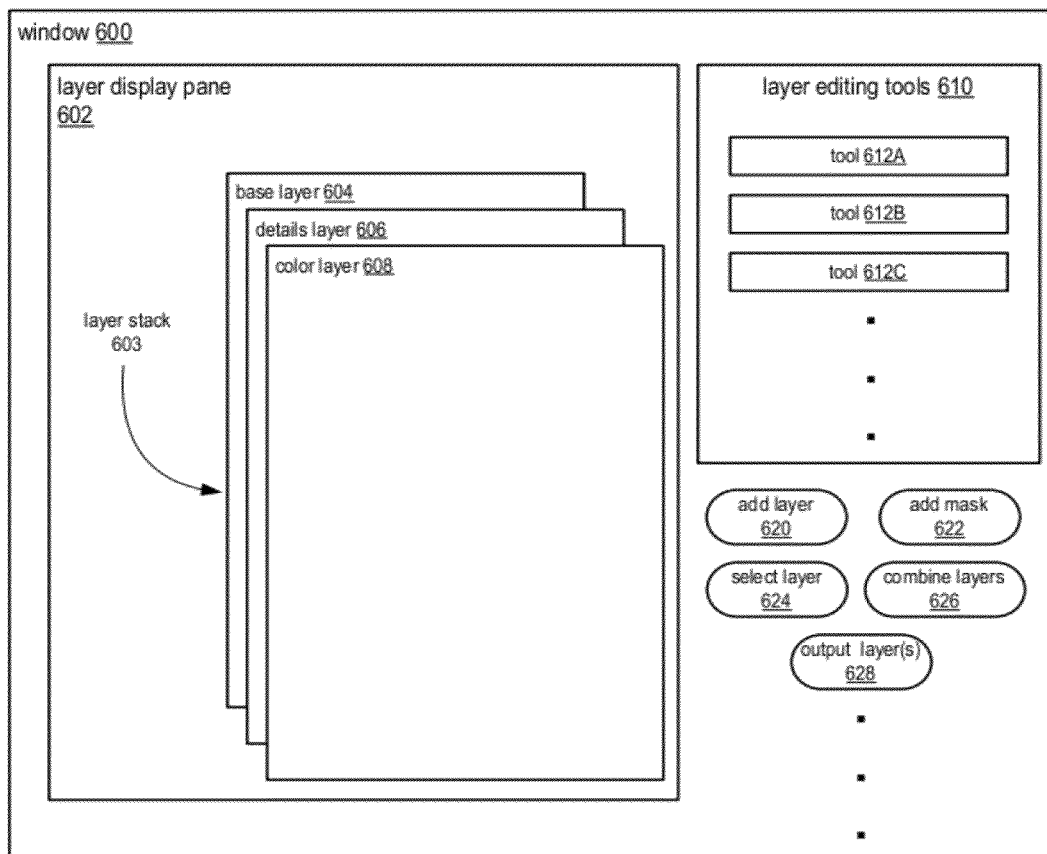 window 600
layer display pane
602
base layer 604
details layer 606
color layer 608
layer stack
603
layer editing tools 610
tool 612A
tool 612B
tool 612C
add layer
620
add mask
622
select layer
624
combine layers
626
output layer(s)
628